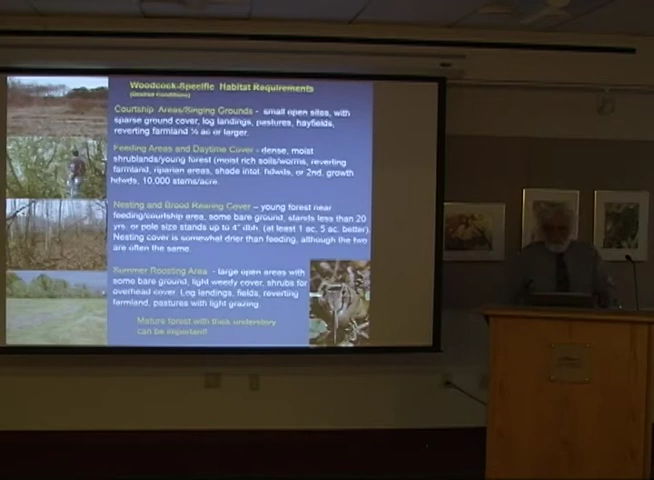 Woodcock-Specific Habitat Requirements
(Desired Conditions)
Courtship Areas/Singing Grounds - small open sites, with
sparse ground cover, log landings, pastures, hayfields,
reverting farmland ¼ ac or larger.
Feeding Areas and Daytime Cover - dense, moist
shrublands/young forest (moist rich soils/worms, reverting
farmland, riparian areas, shade intol. hdwds, or 2nd. growth
hdwds, 10,000 stems/acre.
Nesting and Brood Rearing Cover – young forest near
feeding/courtship area, some bare ground, stands less than 20
yrs. or pole size stands up to 4" dbh. (at least 1 ac, 5 ac. better).
Nesting cover is somewhat drier than feeding, although the two
are often the same.
Summer Roosting Area - large open areas with
some bare ground, light weedy cover, shrubs for
overhead cover. Log landings, fields, reverting
farmland, pastures with light grazing.
Mature forest with thick understory
can be important!